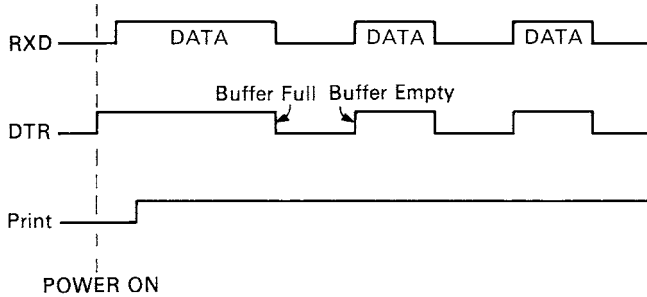 RXD DATA DATA DATA
Buffer Full Buffer Empty
DTR
Print
POWER ON